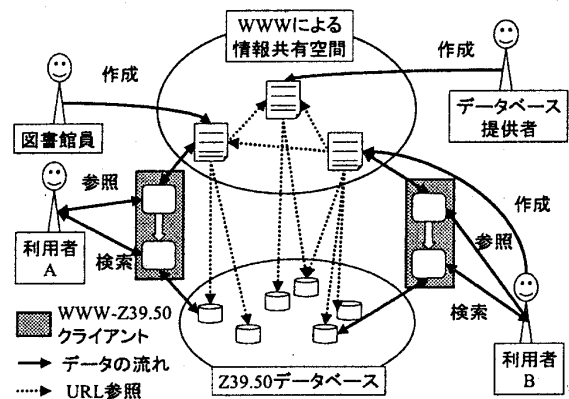 WWWによる
情報共有空間
作成
作成
図書館員
データベース
提供者
参照
利用者
A
検索
作成
参照
検索
利用者
B
WWW-Z39.50
クライアント
データの流れ
URL参照
Z39.50データベース